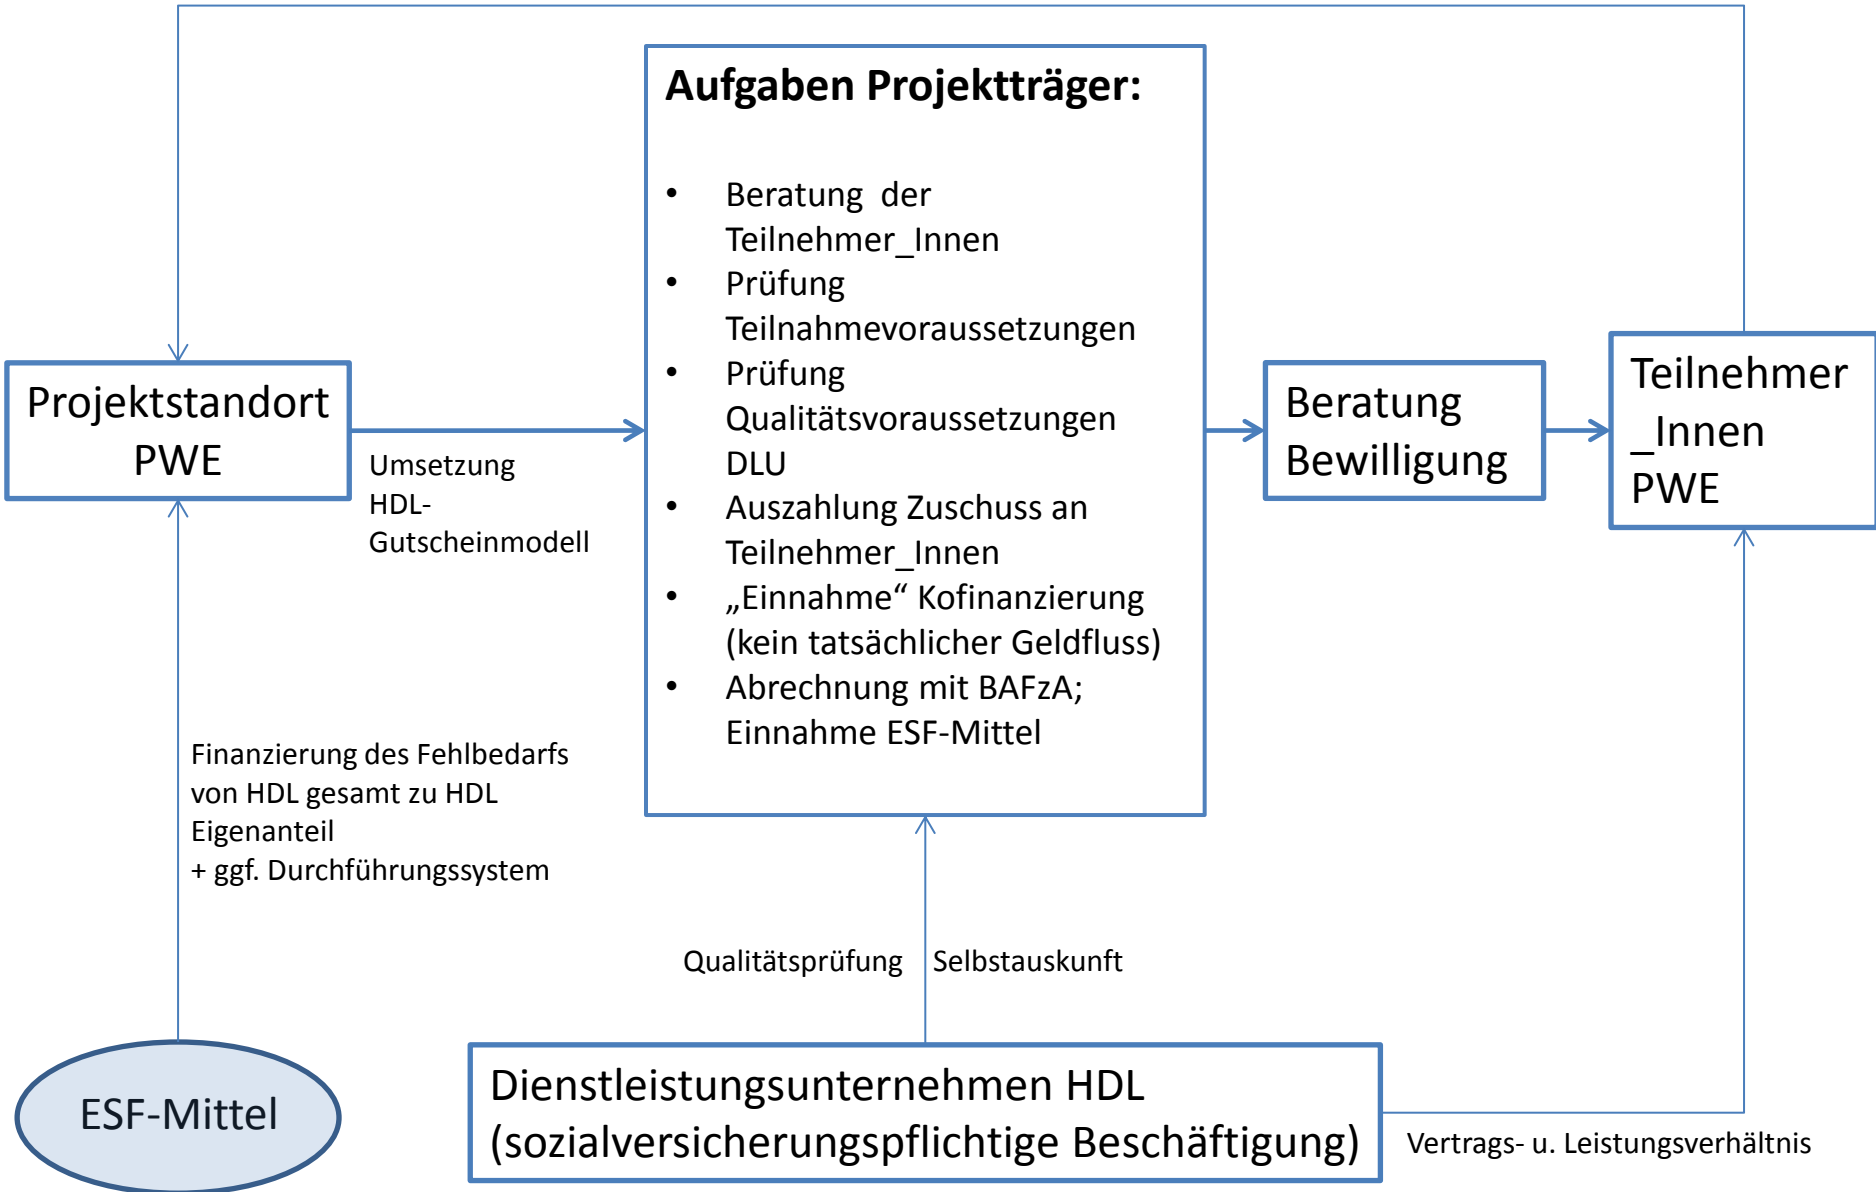 Aufgaben Projektträger:
• Beratung der
Teilnehmer_Innen
• Prüfung
Teilnahmevoraussetzungen
• Prüfung
Qualitätsvoraussetzungen
DLU
• Auszahlung Zuschuss an
Teilnehmer_Innen
• „Einnahme“ Kofinanzierung
(kein tatsächlicher Geldfluss)
• Abrechnung mit BAFzA;
Einnahme ESF-Mittel
Projektstandort
PWE
Umsetzung
HDL-
Gutscheinmodell
Beratung
Bewilligung
Teilnehmer
_Innen
PWE
Finanzierung des Fehlbedarfs
von HDL gesamt zu HDL
Eigenanteil
+ ggf. Durchführungssystem
Qualitätsprüfung
Selbstauskunft
ESF-Mittel
Dienstleistungsunternehmen HDL
(sozialversicherungspflichtige Beschäftigung)
Vertrags- u. Leistungsverhältnis